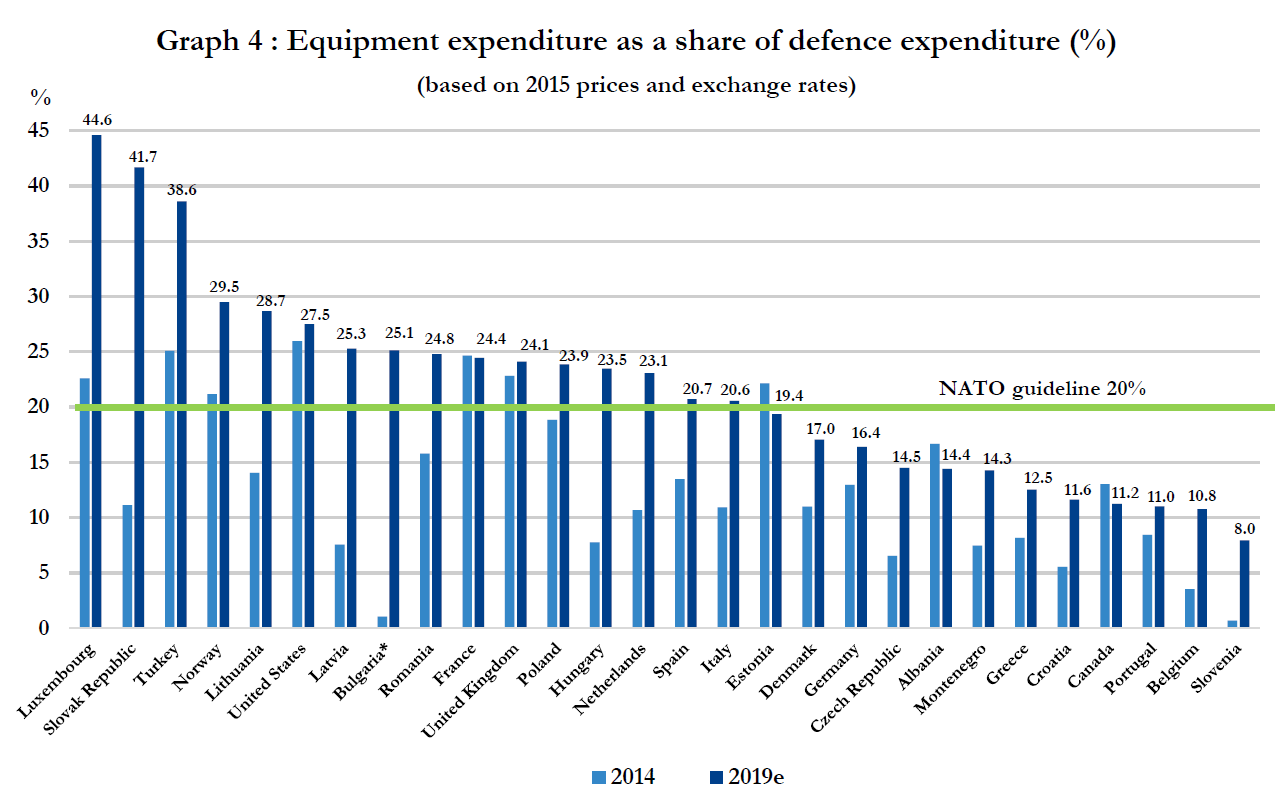 Graph 4 : Equipment expenditure as a share of defence expenditure (%)
(based on 2015 prices and exchange rates)
%
45
40
35
30
25
20
15
10
5
0
44.6
41.7
38.6
29.5
28.7
27.5
25.3
25.1
24.8
24.4
24.1
23.9
23.5
23.1
20.7
20.6
19.4
17.0
16.4
14.5
14.4
14.3
12.5
11.6
11.2
11.0
10.8
8.0
NATO guideline 20%
Luxembourg
Slovak Republic
Turkey
Norway
Lithuania
United States
Latvia
Bulgaria*
Romania
France
United Kingdom
Poland
Hungary
Netherlands
Spain
Italy
Estonia
Denmark
Germany
Czech Republic
Albania
Montenegro
Greece
Croatia
Canada
Portugal
Belgium
Slovenia
2014
2019e